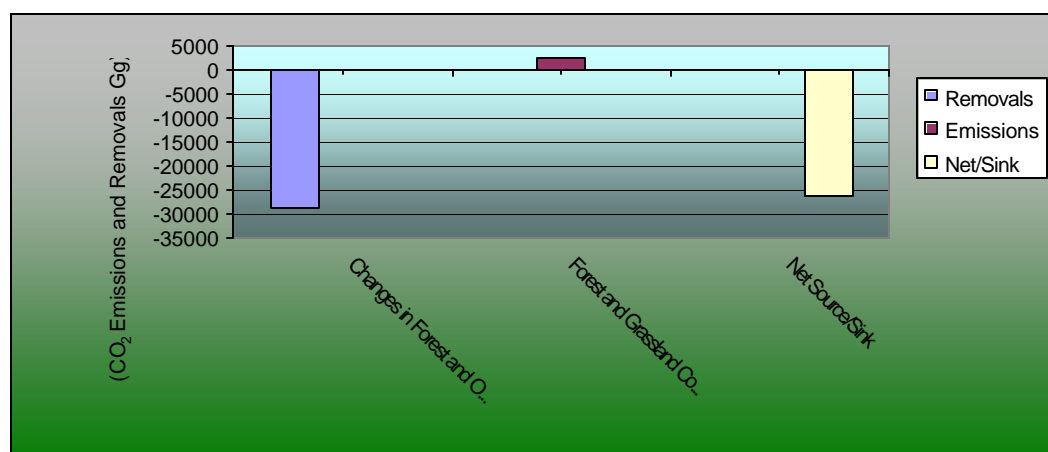 (CO₂ Emissions and Removals Gg)
5000
0
-5000
-10000
-15000
-20000
-25000
-30000
-35000
Changes in Forest and O...
Forest and Grassland Co...
Net Source/Sink
Removals
Emissions
Net/Sink